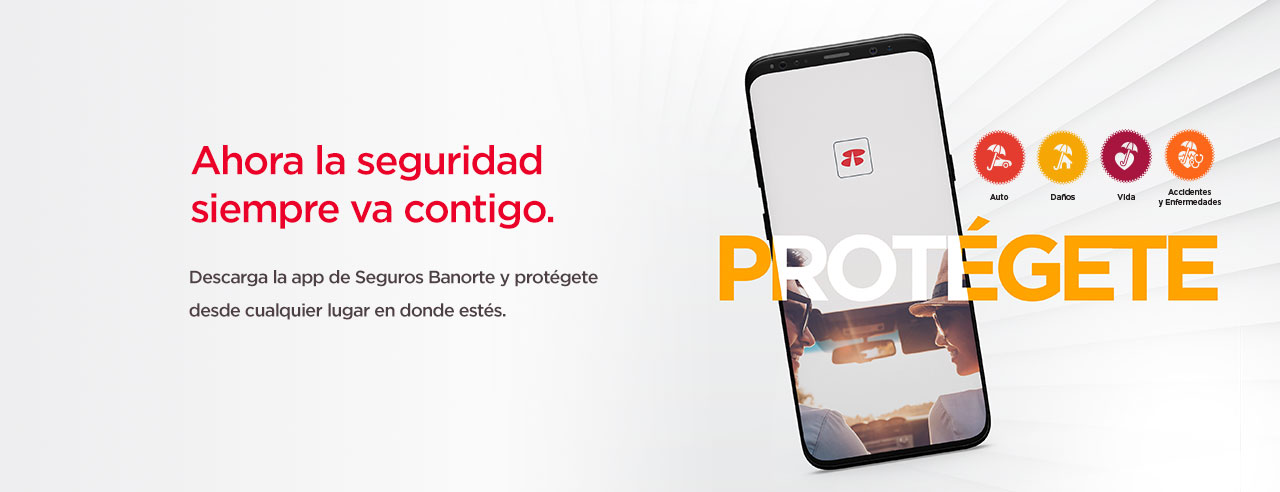 Ahora la seguridad
siempre va contigo.
Descarga la app de Seguros Banorte y protégete
desde cualquier lugar en donde estés.
Auto
Daños
Vida
Accidentes
y Enfermedades
PROTÉGETE